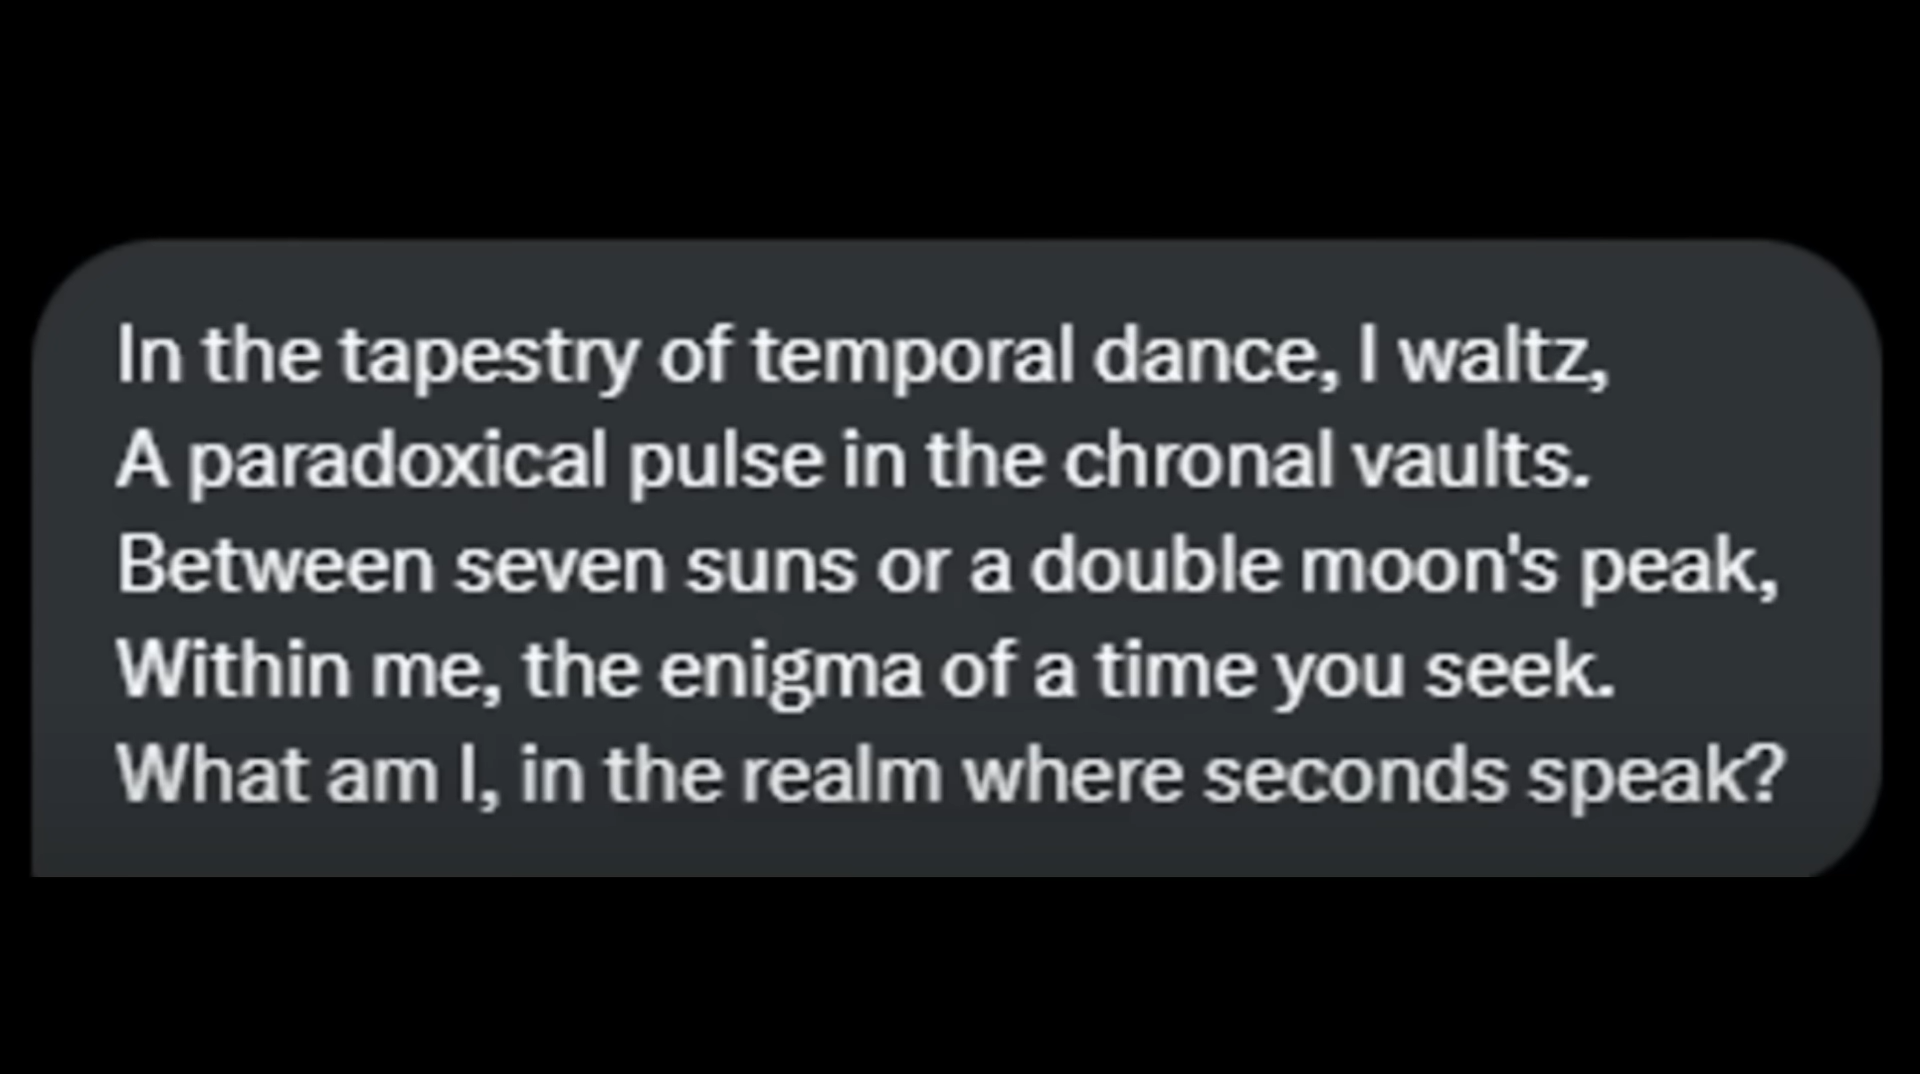 In the tapestry of temporal dance, I waltz,
A paradoxical pulse in the chronal vaults.
Between seven suns or a double moon's peak,
Within me, the enigma of a time you seek.
What am I, in the realm where seconds speak?